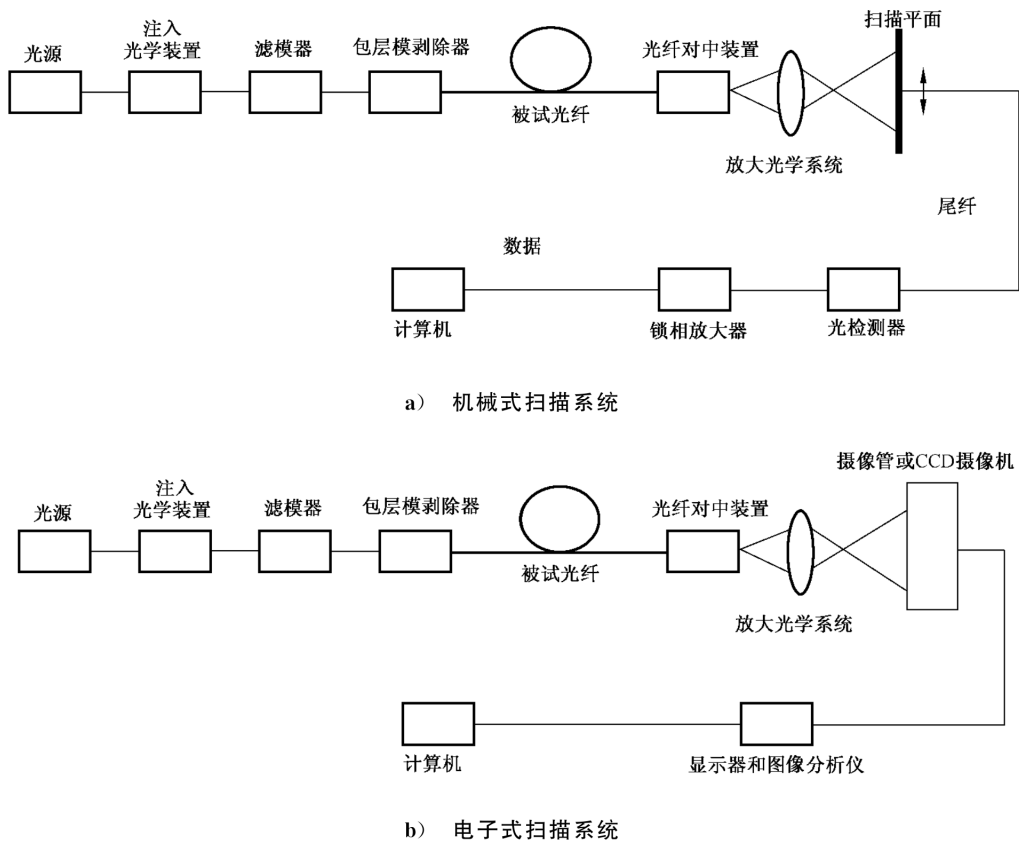 扫描平面
注入
光学装置
光源
滤模器
包层模剥除器
光纤对中装置
被试光纤
放大光学系统
尾纤
数据
计算机
锁相放大器
光检测器
a） 机械式扫描系统
摄像管或CCD摄像机
注入
光学装置
光源
滤模器
包层模剥除器
光纤对中装置
被试光纤
放大光学系统
计算机
显示器和图像分析仪
b） 电子式扫描系统